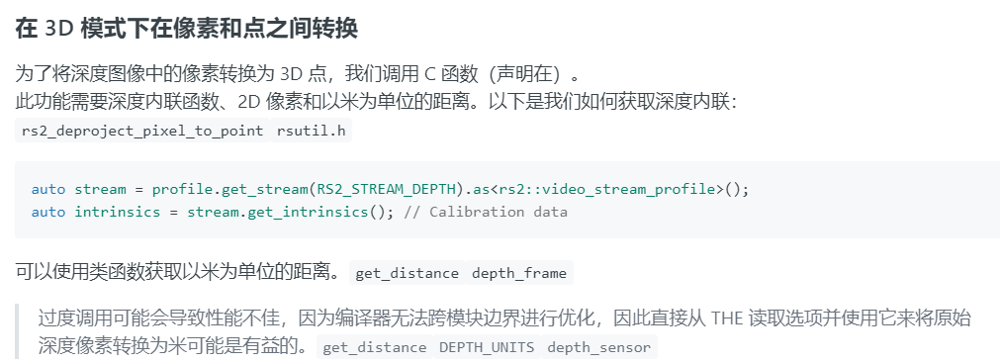 在 3D 模式下在像素和点之间转换
为了将深度图像中的像素转换为 3D 点，我们调用 C 函数（声明在）。
此功能需要深度内联函数、2D 像素和以米为单位的距离。以下是我们如何获取深度内联：
rs2_deproject_pixel_to_point rsutil.h
auto stream = profile.get_stream(RS2_STREAM_DEPTH).as<rs2::video_stream_profile>();
auto intrinsics = stream.get_intrinsics(); // Calibration data
可以使用类函数获取以米为单位的距离。 get_distance depth_frame
过度调用可能会导致性能不佳，因为编译器无法跨模块边界进行优化，因此直接从 THE 读取选项并使用它来将原始
深度像素转换为米可能是有益的。 get_distance DEPTH_UNITS depth_sensor